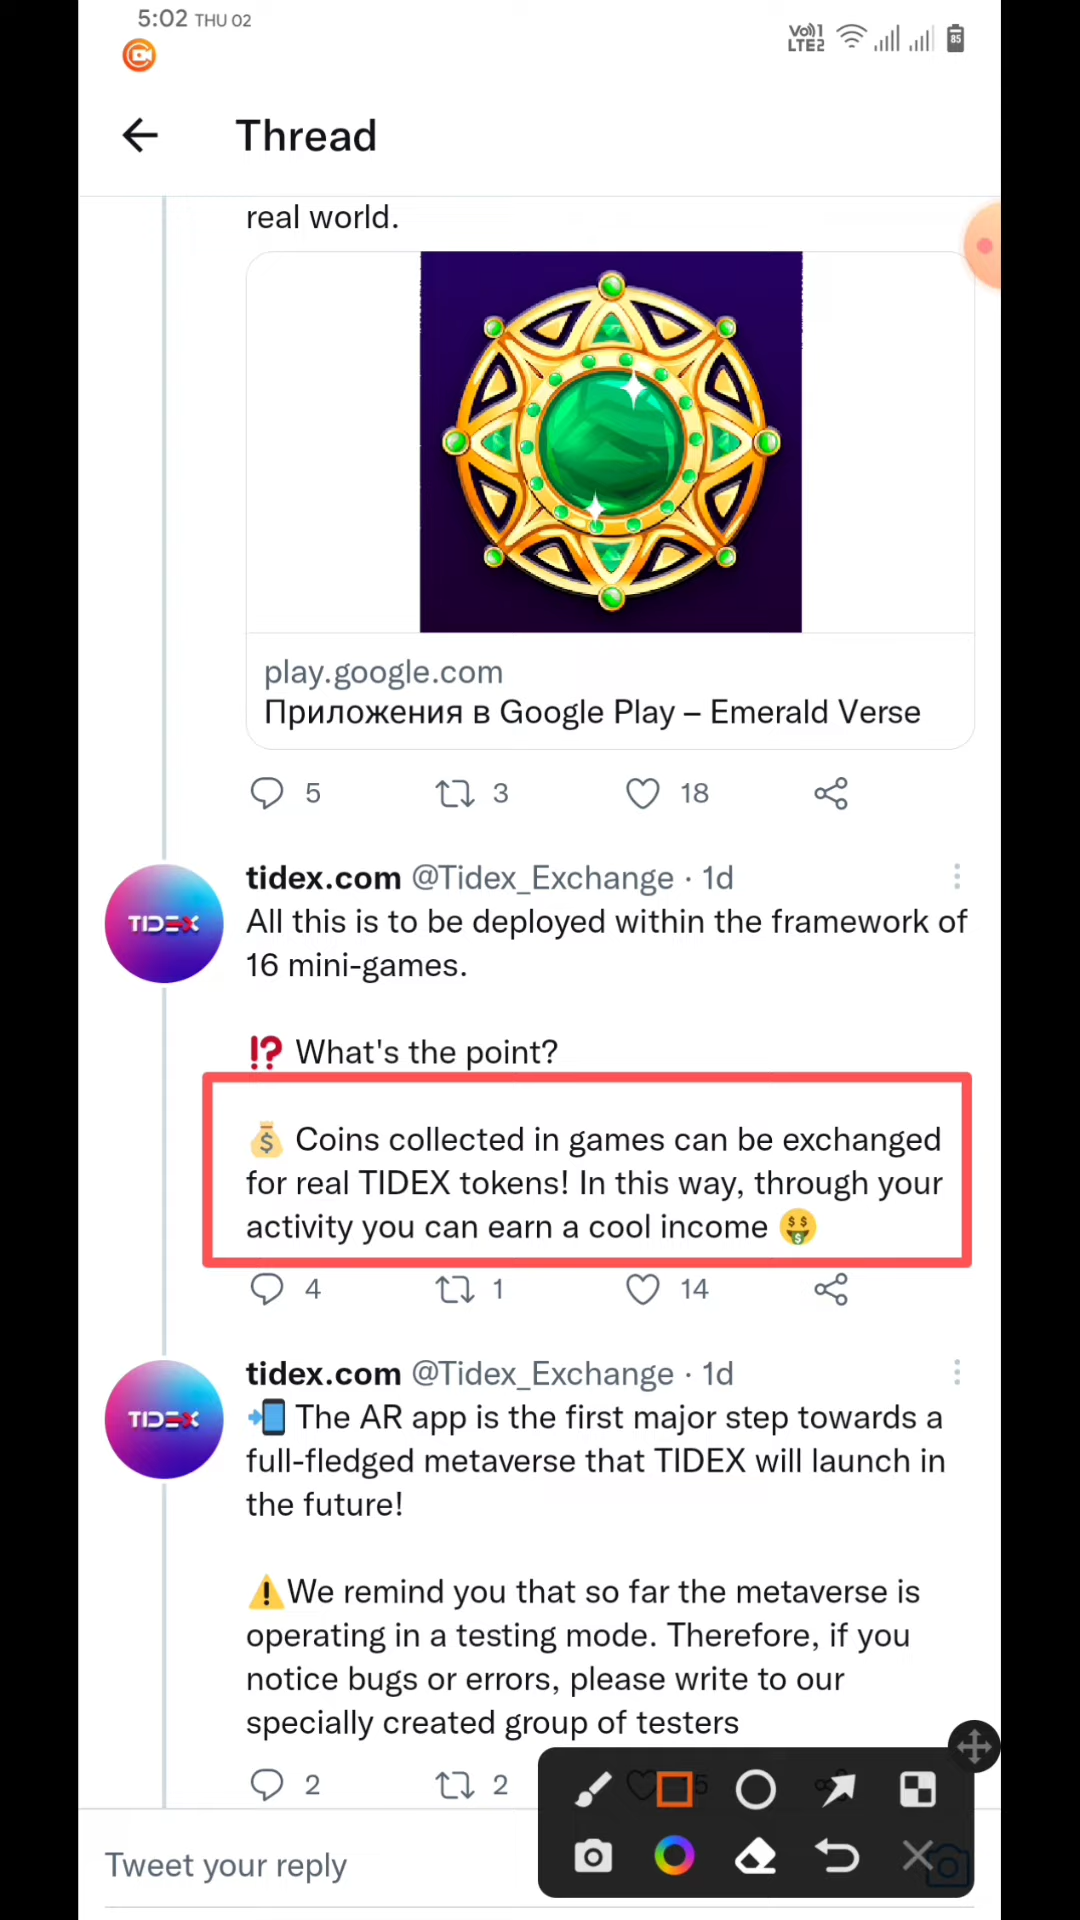 5:02 THU 02
Vo)) 1
LTE2
85
Thread
real world.
play.google.com
Приложения в Google Play – Emerald Verse
5 3 18
tidex.com @Tidex_Exchange · 1d
TIDEX
All this is to be deployed within the framework of
16 mini-games.
⁉ What's the point?
💰 Coins collected in games can be exchanged
for real TIDEX tokens! In this way, through your
activity you can earn a cool income 🤑
4 1 14
tidex.com @Tidex_Exchange · 1d
TIDEX
📲 The AR app is the first major step towards a
full-fledged metaverse that TIDEX will launch in
the future!
⚠️We remind you that so far the metaverse is
operating in a testing mode. Therefore, if you
notice bugs or errors, please write to our
specially created group of testers
2 2
Tweet your reply